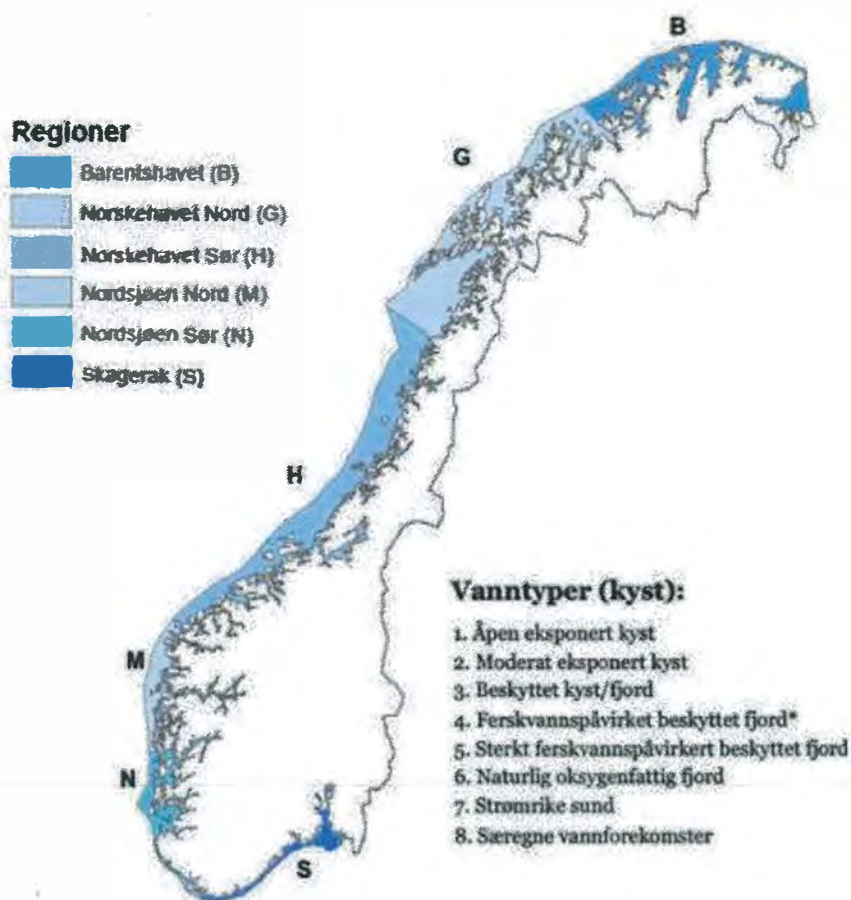 B
G
Regioner
Barentshavet (B)
Norskehavet Nord (G)
Norskehavet Sør (H)
Nordsjøen Nord (M)
Nordsjøen Sør (N)
Skagerak (S)
H
M
N
S
Vanntyper (kyst):
1. Åpen eksponert kyst
2. Moderat eksponert kyst
3. Beskyttet kyst/fjord
4. Ferskvannspåvirket beskyttet fjord*
5. Sterkt ferskvannspåvirkert beskyttet fjord
6. Naturlig oksygenfattig fjord
7. Strømrike sund
8. Særegne vannforekomster